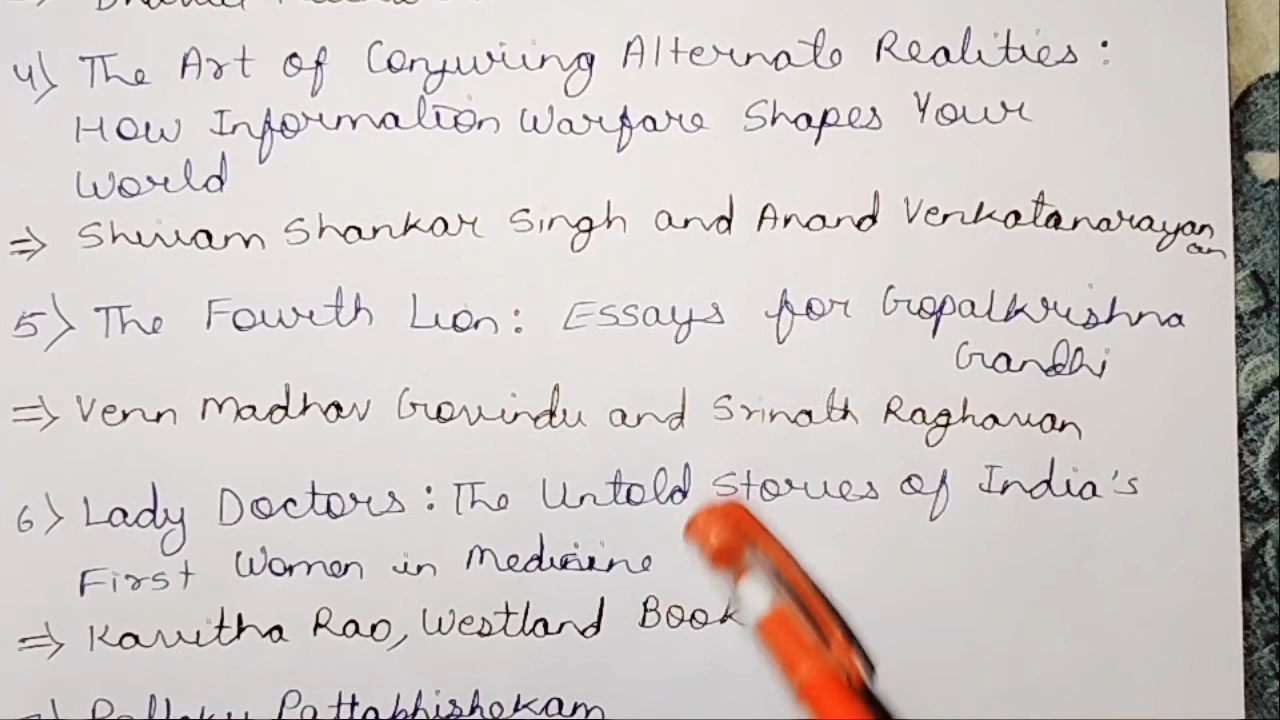 4) The Art of Conjuring Alternate Realities:
How Information Warfare Shapes Your
World
⇒ Shivam Shankar Singh and Anand Venkatanarayan
an
5) The Fourth Lion: Essays for Gopalkrishna
Gandhi
⇒ Venn Madhav Govindu and Srinath Raghavan
6) Lady Doctors: The Untold Stories of India's
First Women in Medicine
⇒ Kavitha Rao, Westland Book
Pattabhishekam